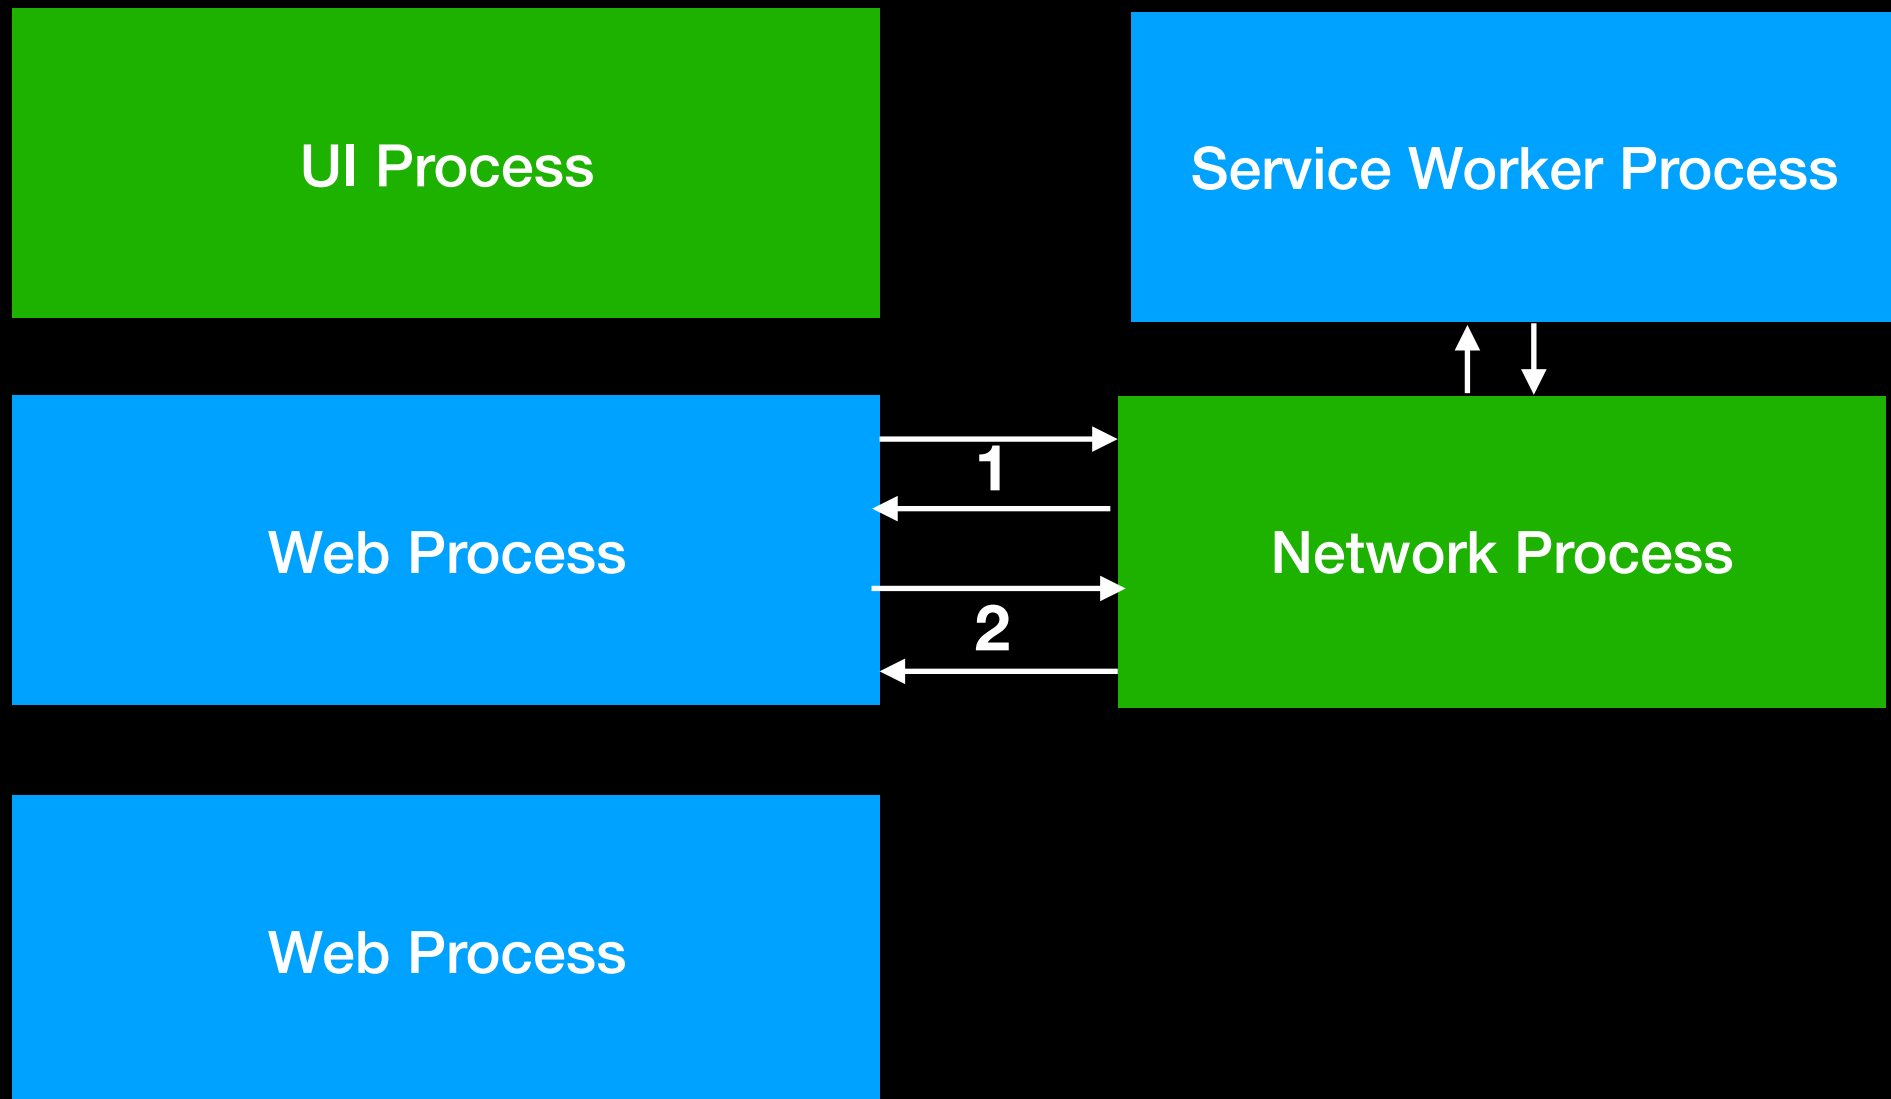 UI Process
Service Worker Process
1
Web Process
Network Process
2
Web Process